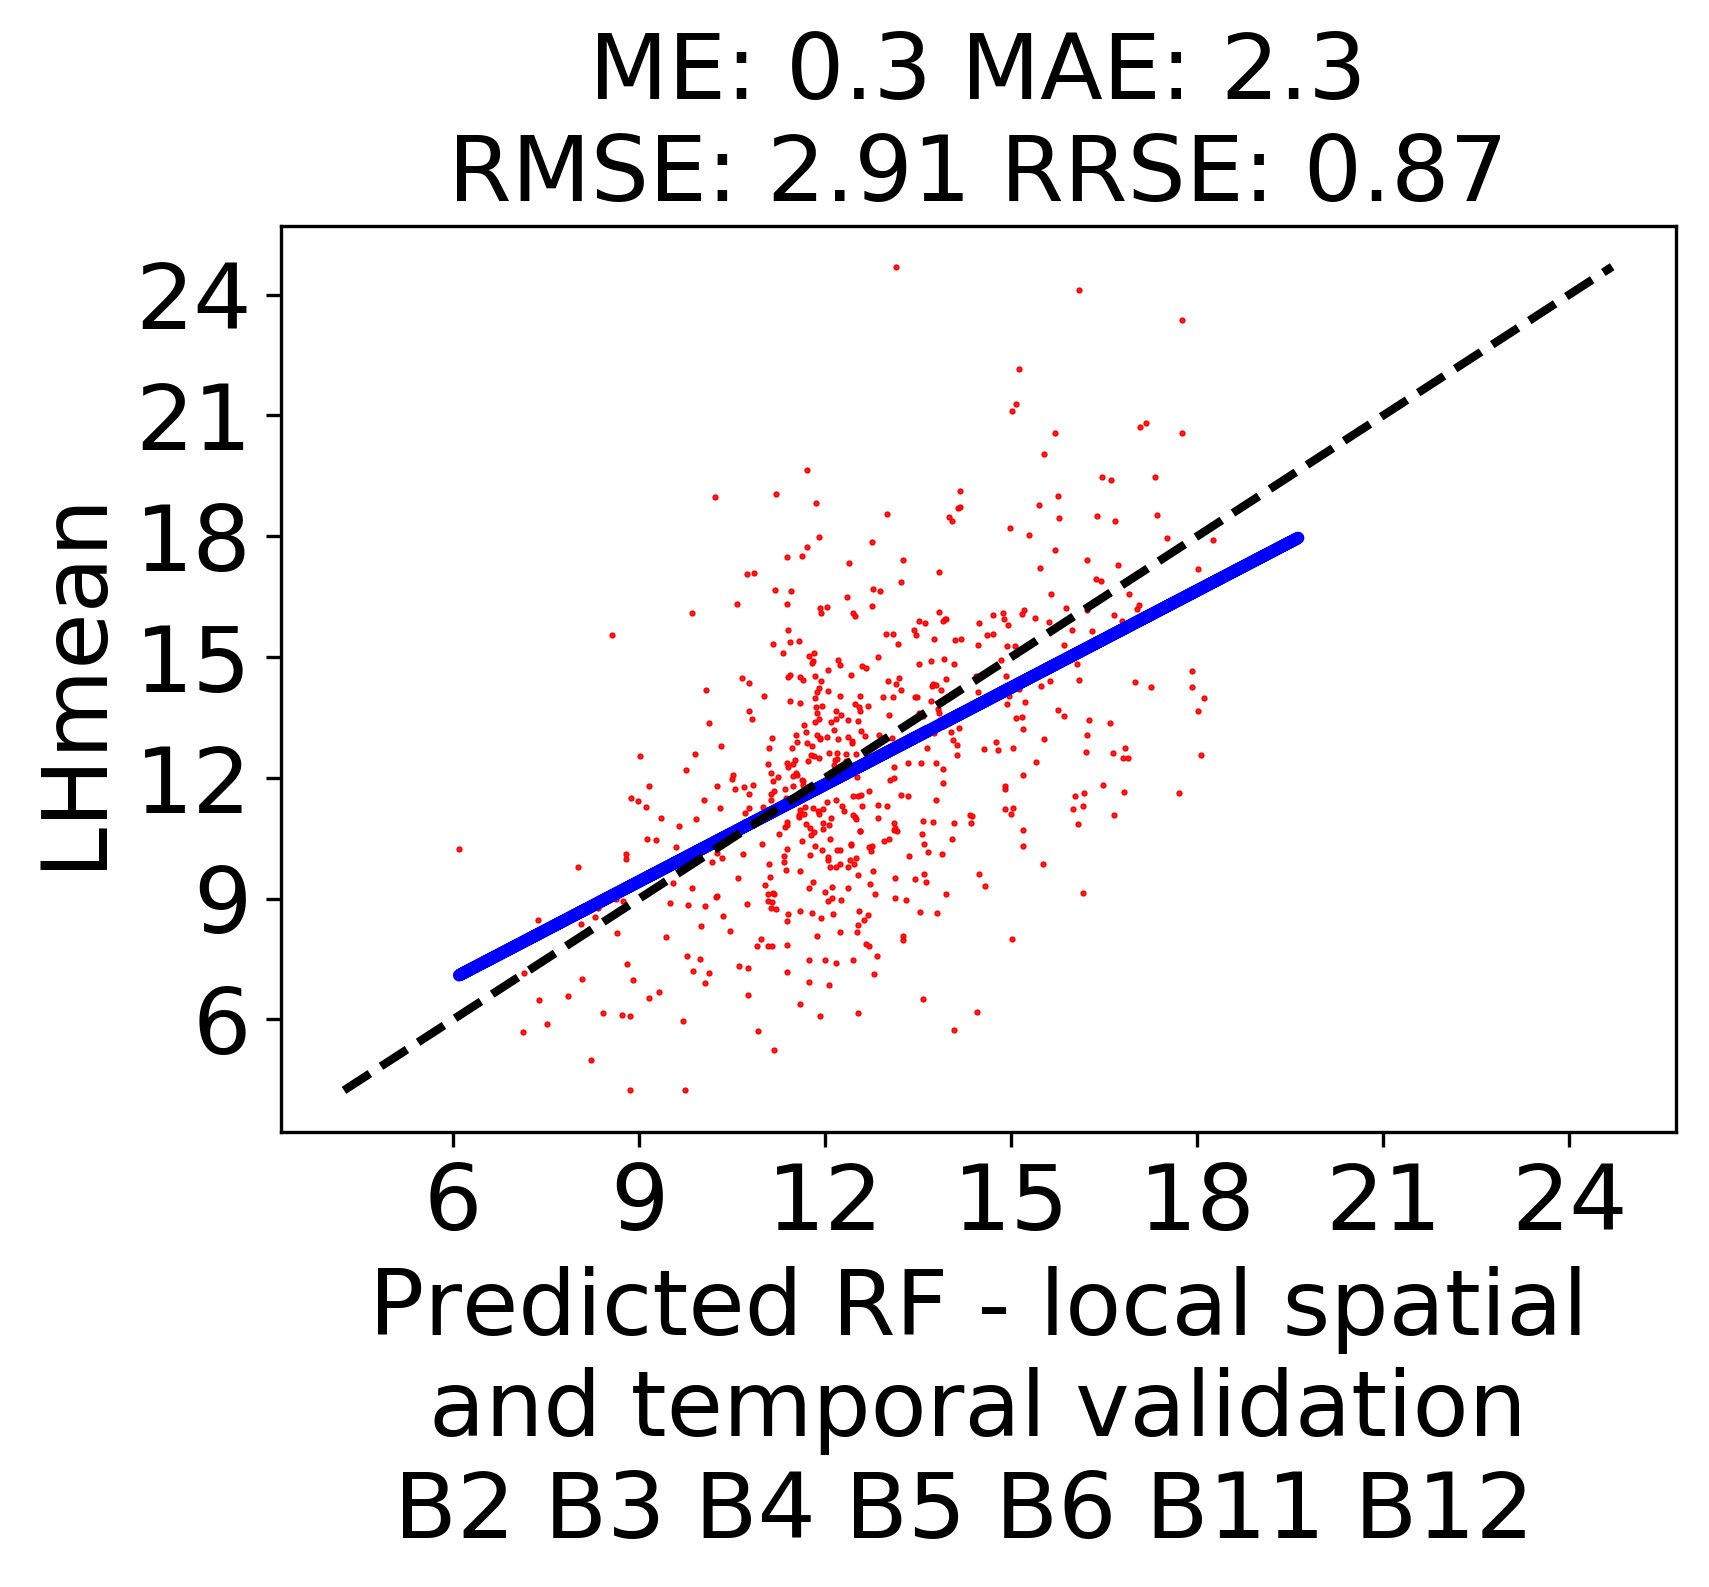 ME: 0.3 MAE: 2.3
RMSE: 2.91 RRSE: 0.87
24
21
18
15
12
9
6
LHmean
6 9 12 15 18 21 24
Predicted RF - local spatial
and temporal validation
B2 B3 B4 B5 B6 B11 B12